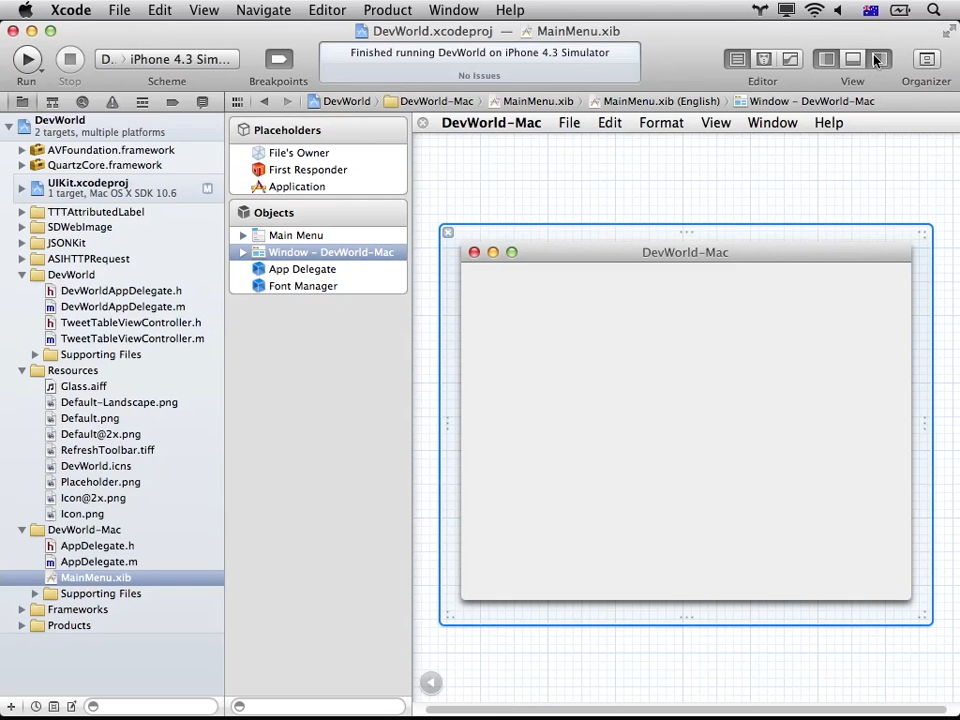 Xcode File Edit View Navigate Editor Product Window Help
DevWorld.xcodeproj — MainMenu.xib
D. iPhone 4.3 Sim...
Finished running DevWorld on iPhone 4.3 Simulator
No Issues
Run Stop Scheme Breakpoints Editor View Organizer
DevWorld DevWorld-Mac MainMenu.xib MainMenu.xib (English) Window – DevWorld-Mac
DevWorld
2 targets, multiple platforms
AVFoundation.framework
QuartzCore.framework
UIKit.xcodeproj
1 target, Mac OS X SDK 10.6
M
TTTAttributedLabel
SDWebImage
JSONKit
ASIHTTPRequest
DevWorld
DevWorldAppDelegate.h
DevWorldAppDelegate.m
TweetTableViewController.h
TweetTableViewController.m
Supporting Files
Resources
Glass.aiff
Default-Landscape.png
Default.png
Default@2x.png
RefreshToolbar.tiff
DevWorld.icns
Placeholder.png
Icon@2x.png
Icon.png
DevWorld-Mac
AppDelegate.h
AppDelegate.m
MainMenu.xib
Supporting Files
Frameworks
Products
Placeholders
File's Owner
First Responder
Application
Objects
Main Menu
Window – DevWorld-Mac
App Delegate
Font Manager
DevWorld-Mac File Edit Format View Window Help
DevWorld-Mac